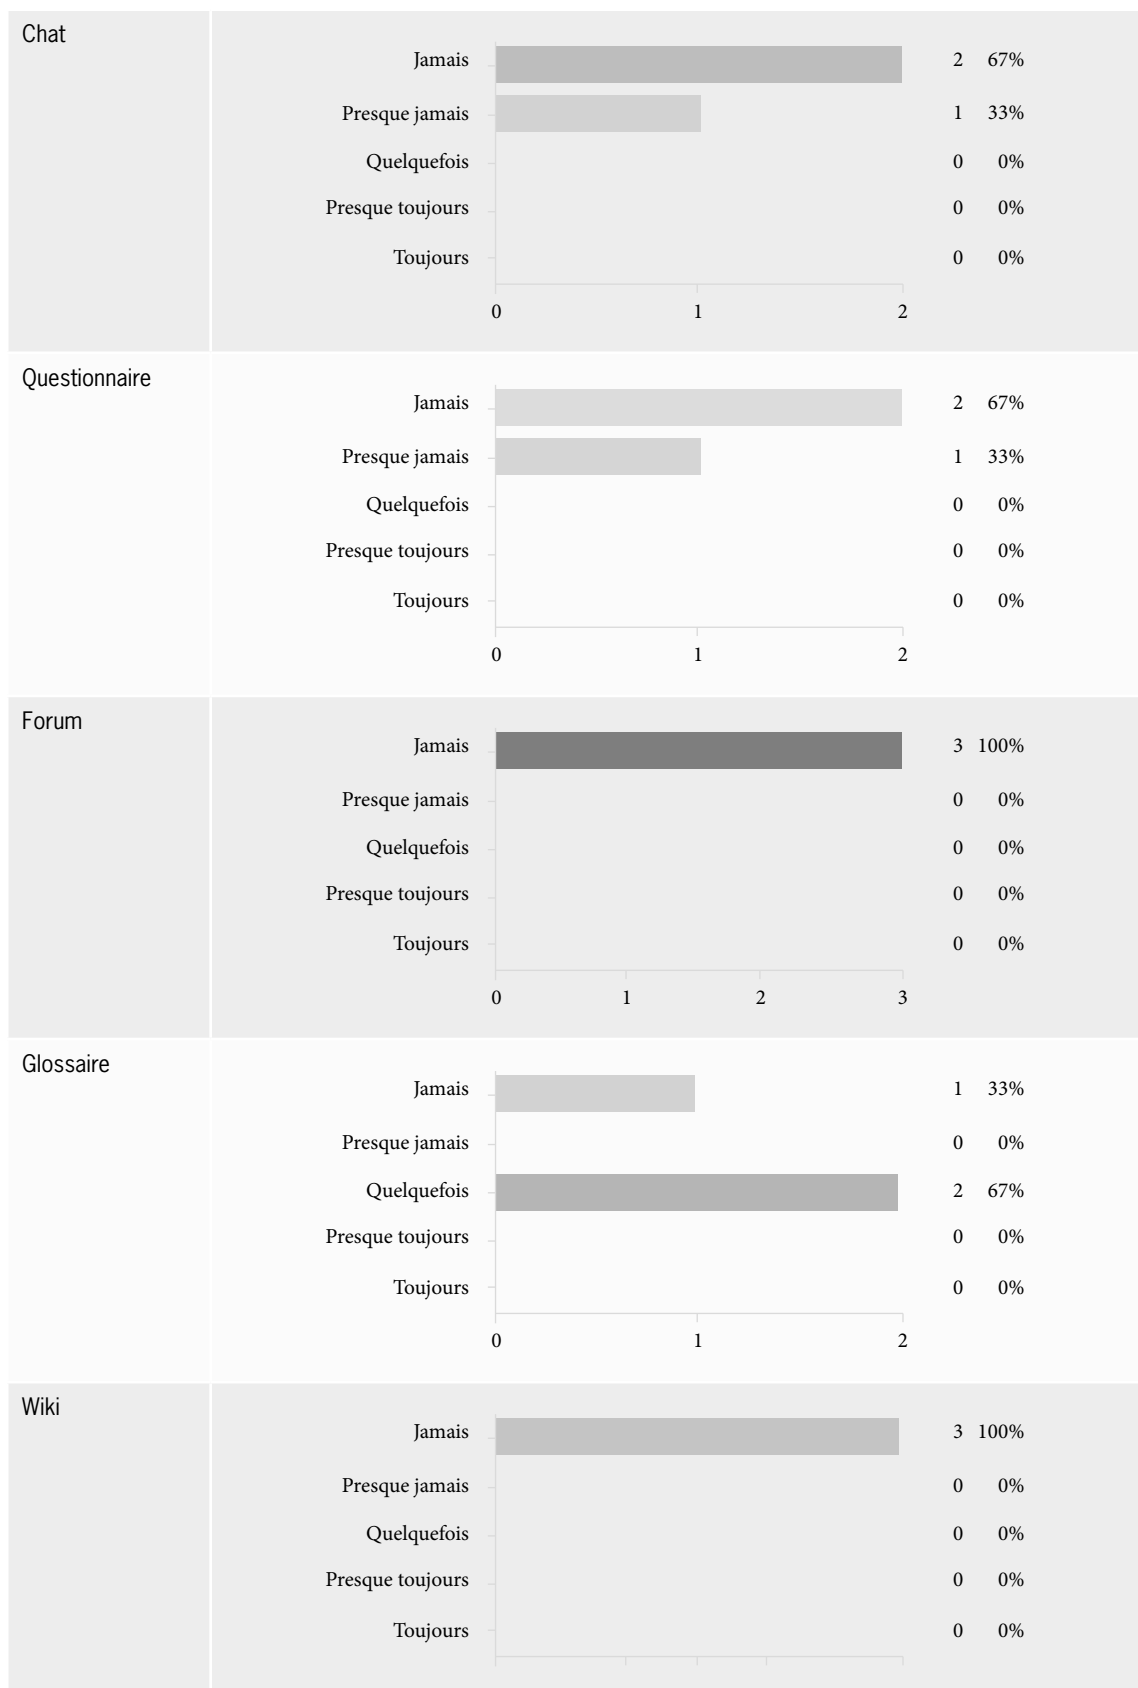 Chat
Jamais 2 67%
Presque jamais 1 33%
Quelquefois 0 0%
Presque toujours 0 0%
Toujours 0 0%
0 1 2
Questionnaire
Jamais 2 67%
Presque jamais 1 33%
Quelquefois 0 0%
Presque toujours 0 0%
Toujours 0 0%
0 1 2
Forum
Jamais 3 100%
Presque jamais 0 0%
Quelquefois 0 0%
Presque toujours 0 0%
Toujours 0 0%
0 1 2 3
Glossaire
Jamais 1 33%
Presque jamais 0 0%
Quelquefois 2 67%
Presque toujours 0 0%
Toujours 0 0%
0 1 2
Wiki
Jamais 3 100%
Presque jamais 0 0%
Quelquefois 0 0%
Presque toujours 0 0%
Toujours 0 0%